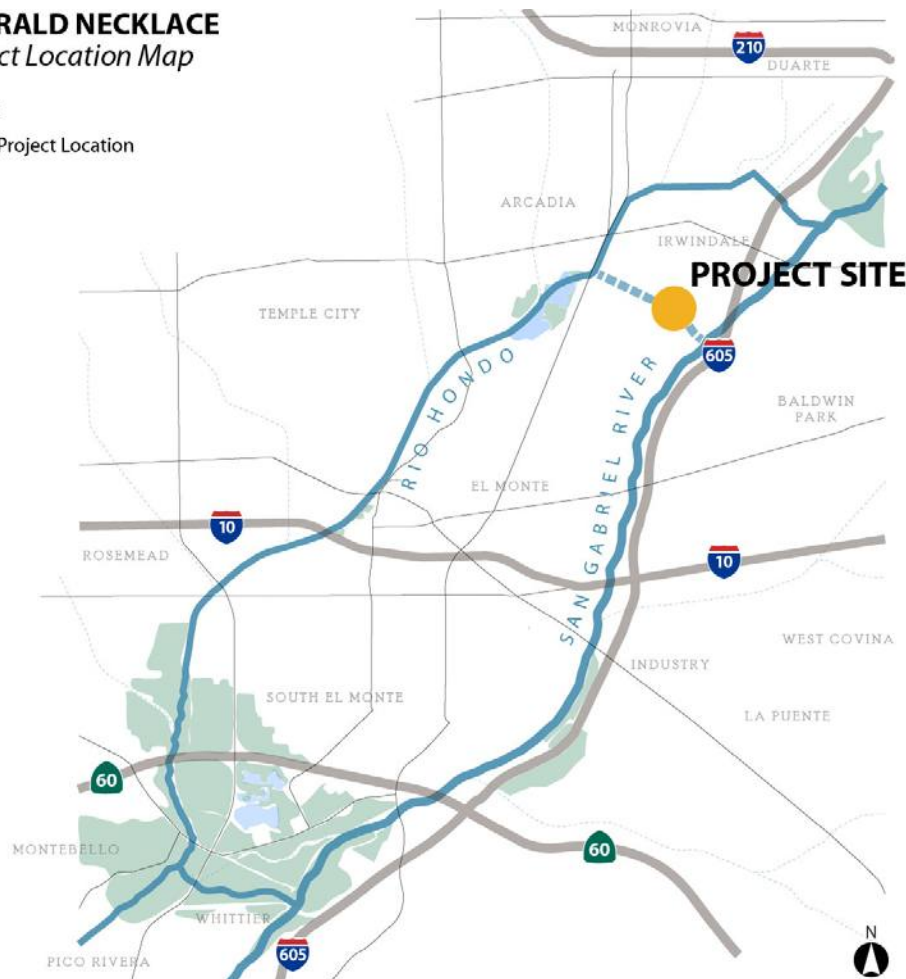 RALD NECKLACE
ct Location Map
Project Location
MONROVIA
210
DUARTE
ARCADIA
IRWINDALE
PROJECT SITE
TEMPLE CITY
605
RIO HONDO
SAN GABRIEL RIVER
BALDWIN
PARK
EL MONTE
10
ROSEMEAD
10
WEST COVINA
INDUSTRY
SOUTH EL MONTE
LA PUENTE
60
60
MONTEBELLO
WHITTIER
605
PICO RIVERA
N